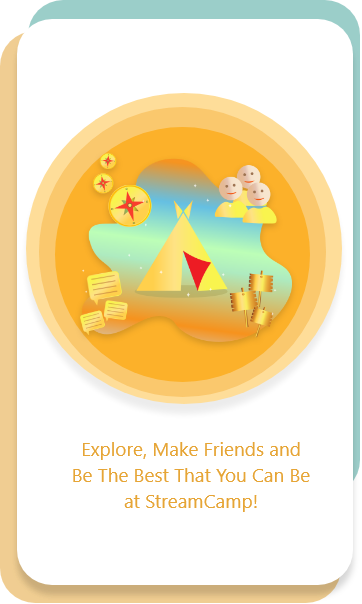 Explore, Make Friends and
Be The Best That You Can Be
at StreamCamp!